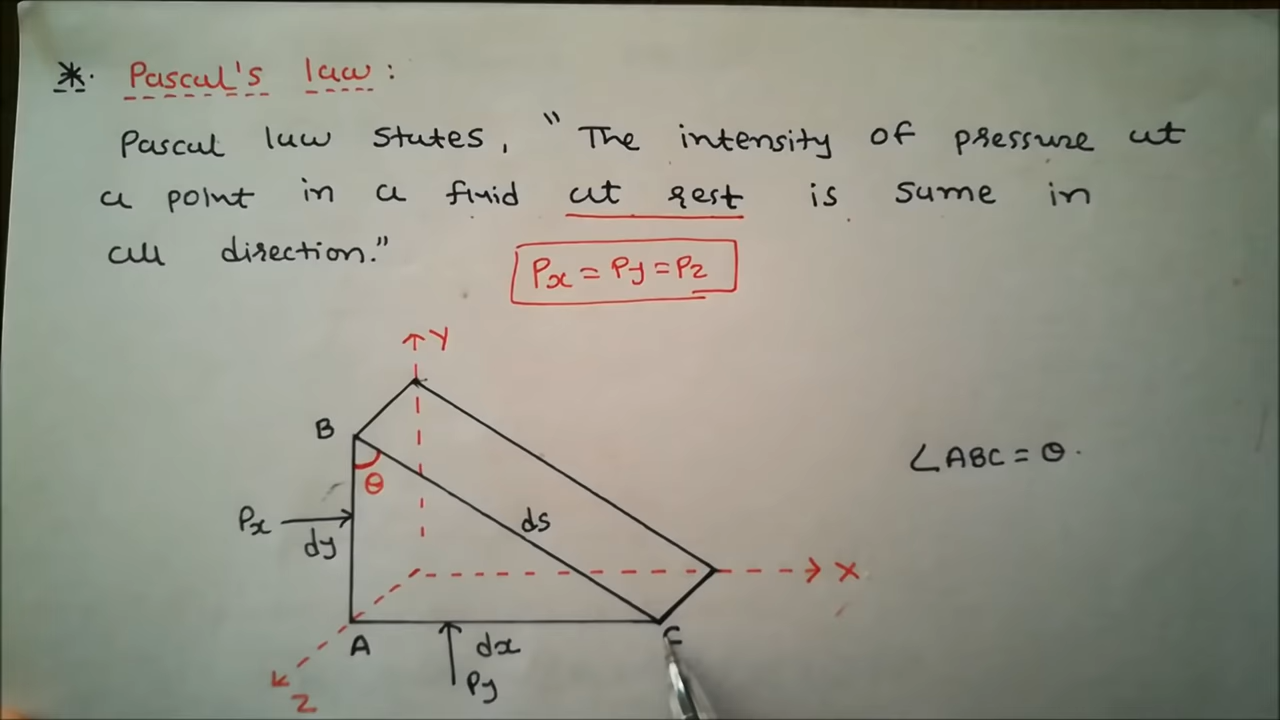 *. Pascal's law:
Pascal law states, "The intensity of pressure at
a point in a fluid at rest is same in
all direction."
Px = Py = Pz
Y
B
θ
∠ABC = θ.
ds
Px
dy
X
A
C
dx
Py
Z